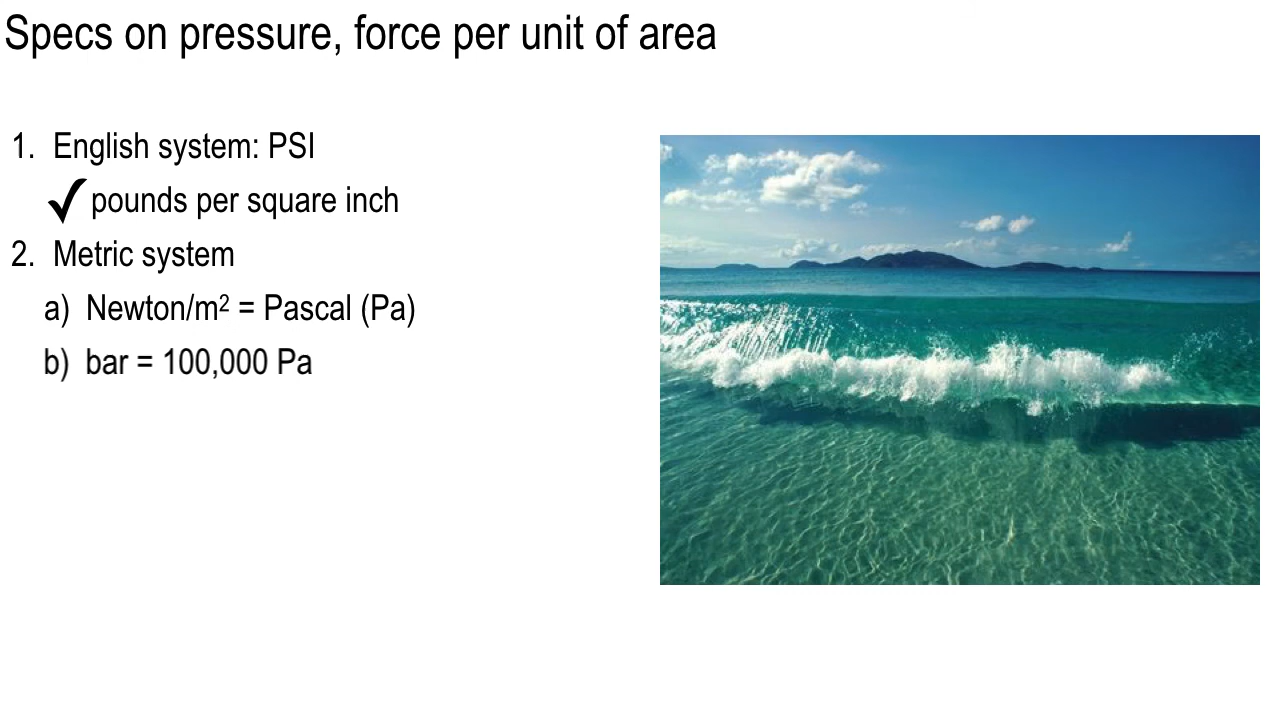 Specs on pressure, force per unit of area
1. English system: PSI
✓ pounds per square inch
2. Metric system
a) Newton/m² = Pascal (Pa)
b) bar = 100,000 Pa